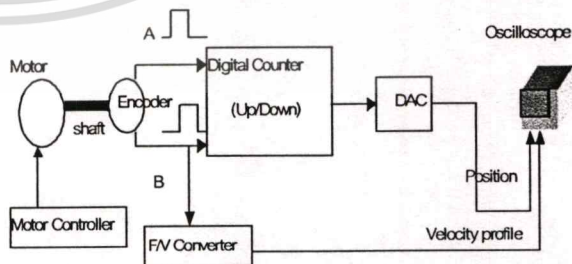 A
Oscilloscope
Motor
Digital Counter
Encoder
(Up/Down)
DAC
shaft
B
Position
Motor Controller
F/V Converter
Velocity profile